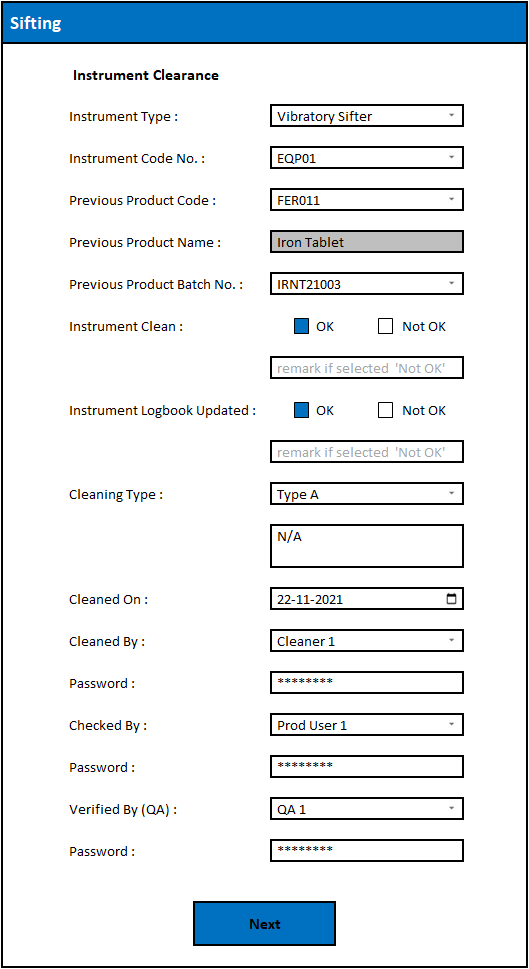 Sifting
Instrument Clearance
Instrument Type : Vibratory Sifter
Instrument Code No. : EQP01
Previous Product Code : FER011
Previous Product Name : Iron Tablet
Previous Product Batch No. : IRNT21003
Instrument Clean : OK Not OK
remark if selected 'Not OK'
Instrument Logbook Updated : OK Not OK
remark if selected 'Not OK'
Cleaning Type : Type A
N/A
Cleaned On : 22-11-2021
Cleaned By : Cleaner 1
Password : ********
Checked By : Prod User 1
Password : ********
Verified By (QA) : QA 1
Password : ********
Next